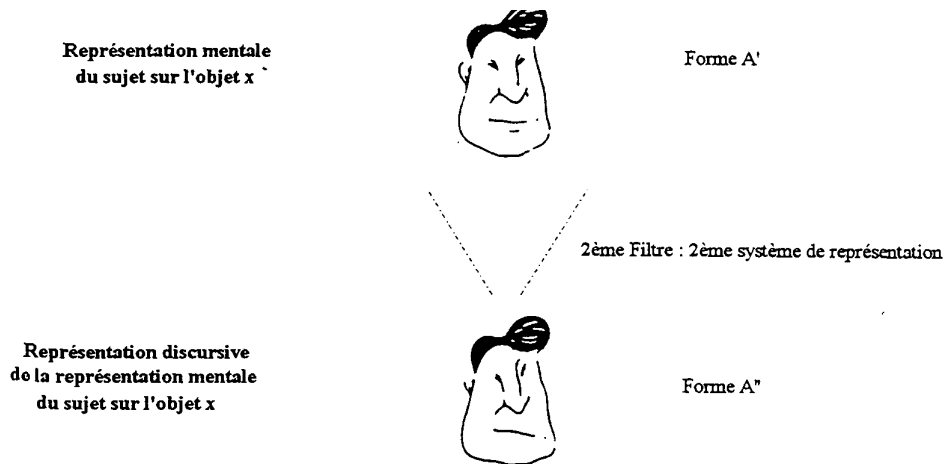 Représentation mentale
du sujet sur l'objet x
Forme A'
2ème Filtre : 2ème système de représentation
Représentation discursive
de la représentation mentale
du sujet sur l'objet x
Forme A"